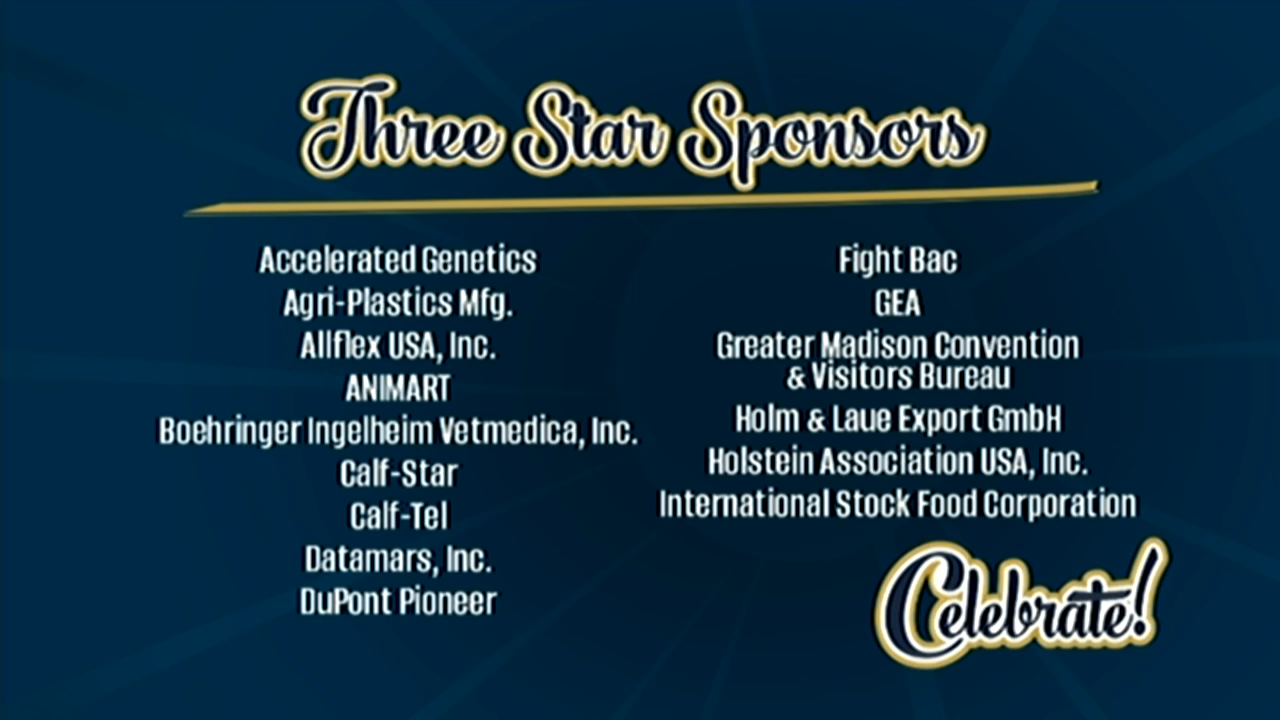 Three Star Sponsors
Accelerated Genetics
Agri-Plastics Mfg.
Allflex USA, Inc.
ANIMART
Boehringer Ingelheim Vetmedica, Inc.
Calf-Star
Calf-Tel
Datamars, Inc.
DuPont Pioneer
Fight Bac
GEA
Greater Madison Convention
& Visitors Bureau
Holm & Laue Export GmbH
Holstein Association USA, Inc.
International Stock Food Corporation
Celebrate!